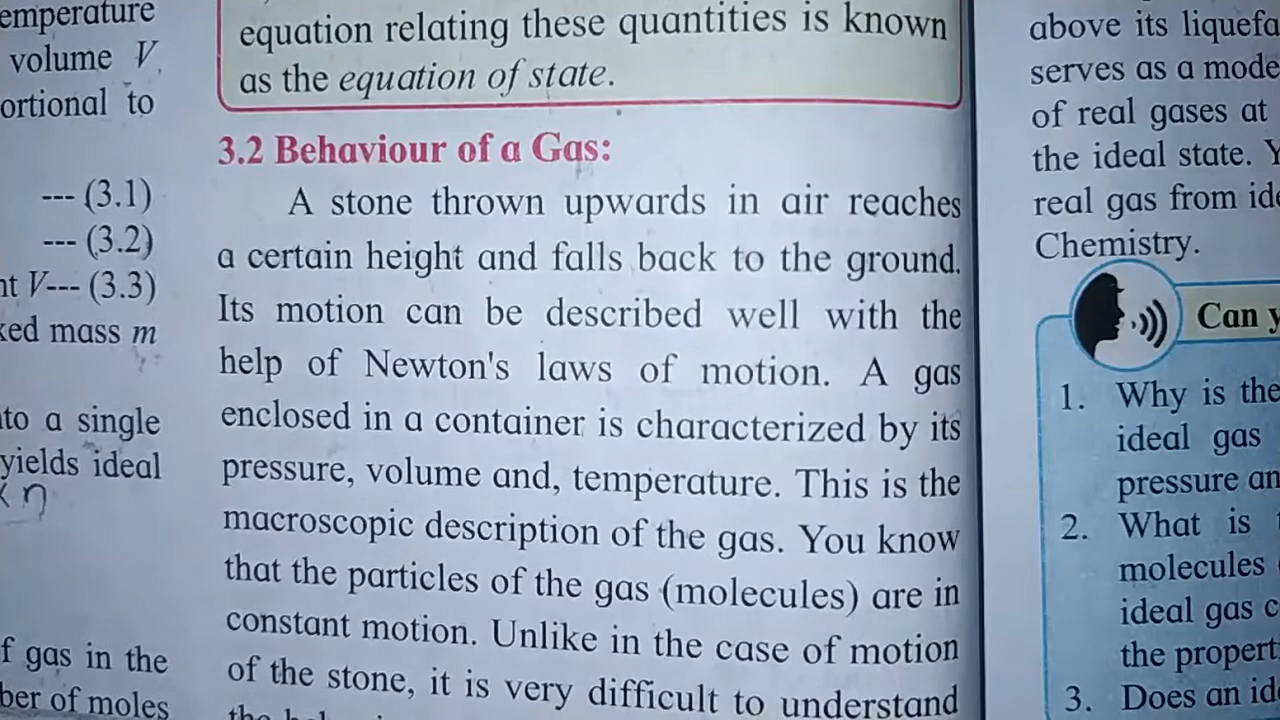 emperature
volume V
ortional to
--- (3.1)
--- (3.2)
nt V--- (3.3)
ked mass m
to a single
yields ideal
η
f gas in the
ber of moles
equation relating these quantities is known
as the equation of state.
3.2 Behaviour of a Gas:
A stone thrown upwards in air reaches
a certain height and falls back to the ground.
Its motion can be described well with the
help of Newton's laws of motion. A gas
enclosed in a container is characterized by its
pressure, volume and, temperature. This is the
macroscopic description of the gas. You know
that the particles of the gas (molecules) are in
constant motion. Unlike in the case of motion
of the stone, it is very difficult to understand
above its liquefa
serves as a mode
of real gases at
the ideal state. Y
real gas from ide
Chemistry.
Can y
1. Why is the
ideal gas
pressure an
2. What is
molecules
ideal gas c
the propert
3. Does an ide